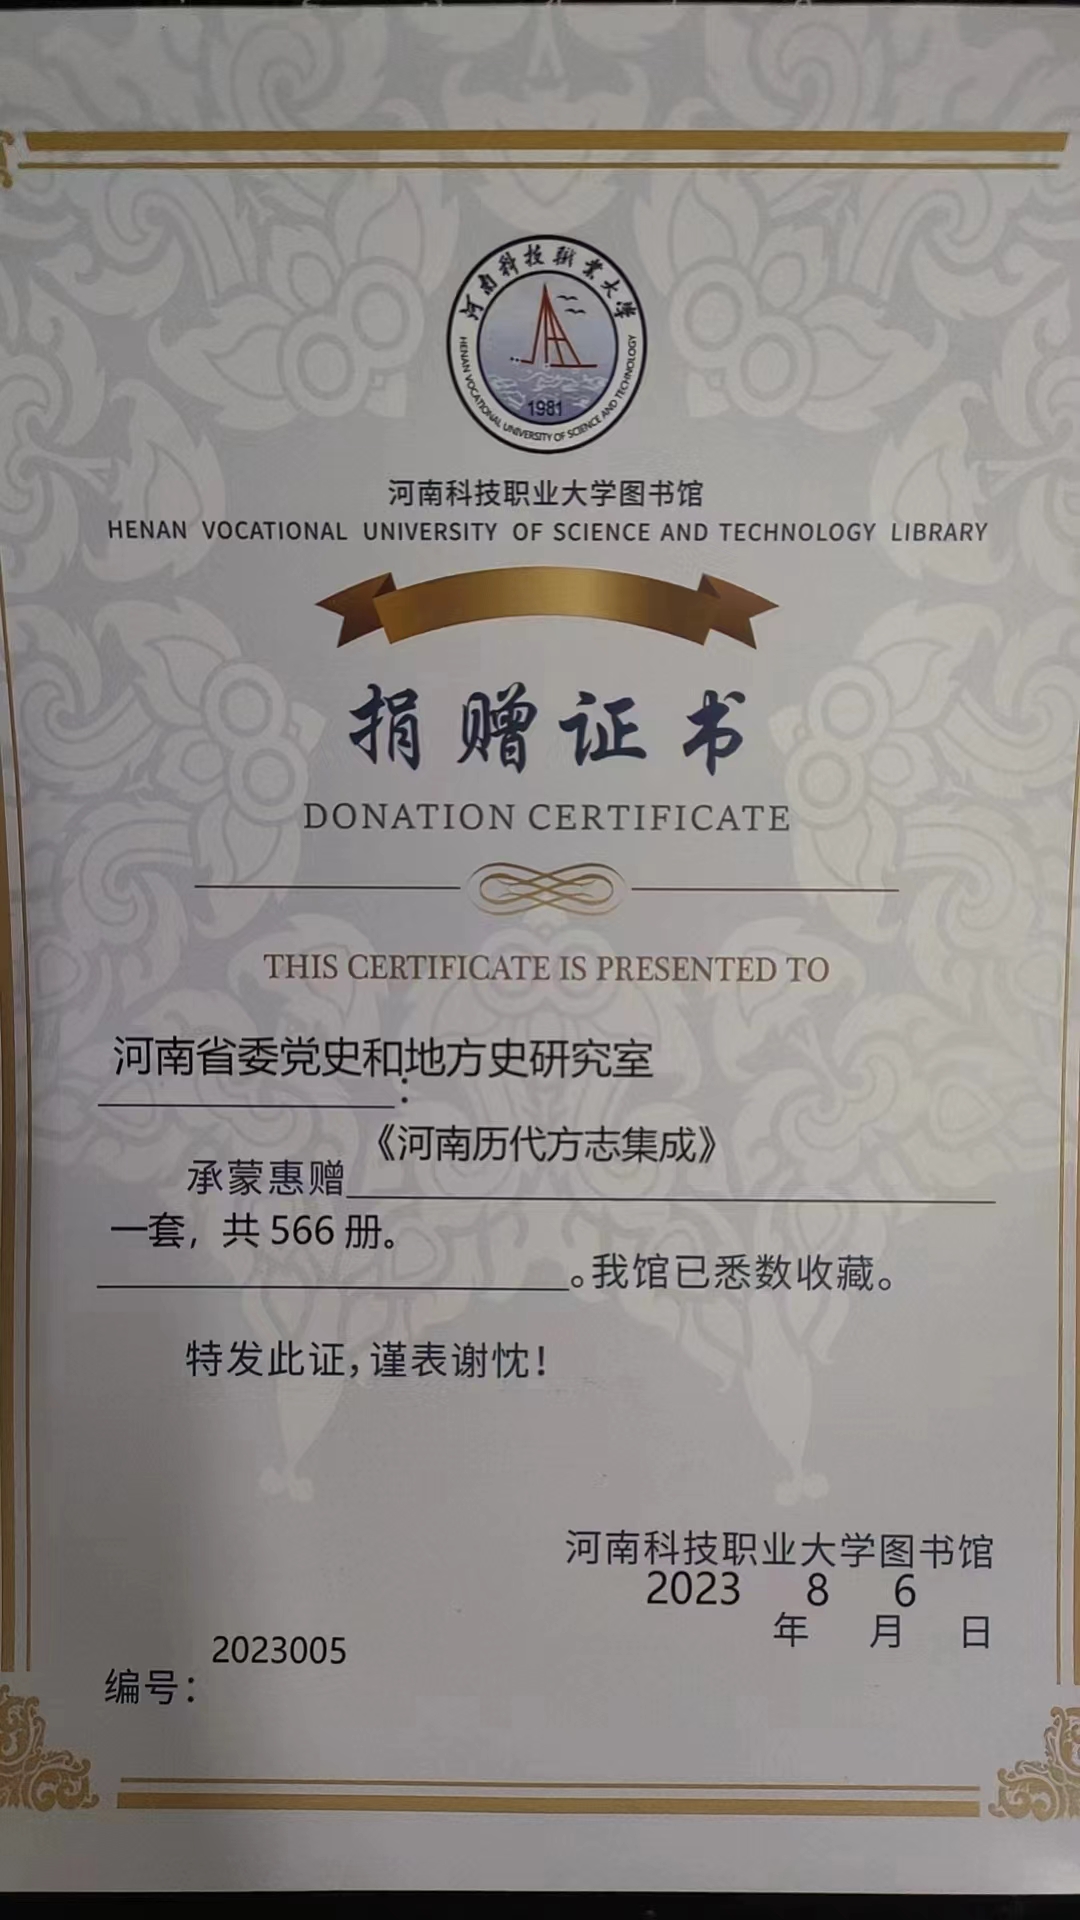 河南科技职业大学
1981
HENAN VOCATIONAL UNIVERSITY OF SCIENCE AND TECHNOLOGY
河南科技职业大学图书馆
HENAN VOCATIONAL UNIVERSITY OF SCIENCE AND TECHNOLOGY LIBRARY
捐赠证书
DONATION CERTIFICATE
THIS CERTIFICATE IS PRESENTED TO
河南省委党史和地方史研究室:
承蒙惠赠《河南历代方志集成》
一套，共 566 册。。我馆已悉数收藏。
特发此证，谨表谢忱！
河南科技职业大学图书馆
2023 年 8 月 6 日
编号：2023005